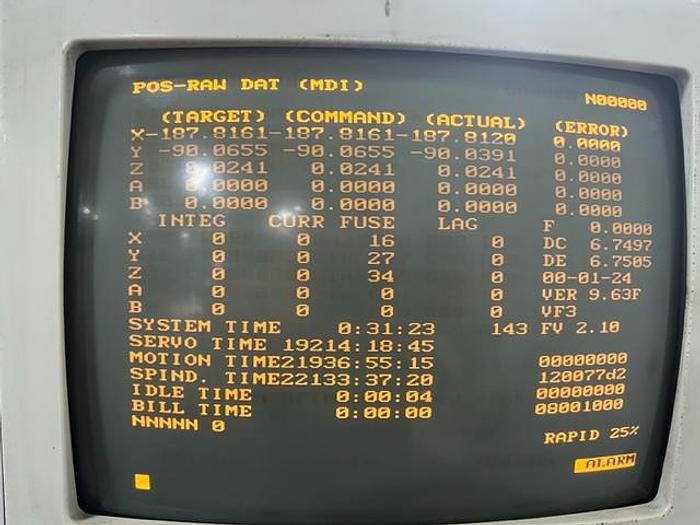 POS-RAW DAT (MDI) N00000
(TARGET) (COMMAND) (ACTUAL) (ERROR)
X-187.8161-187.8161-187.8120 0.0000
Y -90.0655 -90.0655 -90.0391 0.0000
Z 0.0241 0.0241 0.0241 0.0000
A 0.0000 0.0000 0.0000 0.0000
B 0.0000 0.0000 0.0000 0.0000
INTEG CURR FUSE LAG F 0.0000
X 0 0 16 0 DC 6.7497
Y 0 0 27 0 DE 6.7505
Z 0 0 34 0 00-01-24
A 0 0 0 0 VER 9.63F
B 0 0 0 0 VF3
SYSTEM TIME 0:31:23 143 FV 2.10
SERVO TIME 19214:18:45
MOTION TIME21936:55:15 00000000
SPIND. TIME22133:37:20 120077d2
IDLE TIME 0:00:04 00000000
BILL TIME 0:00:00 08001000
NNNNN 0
RAPID 25%
ALARM